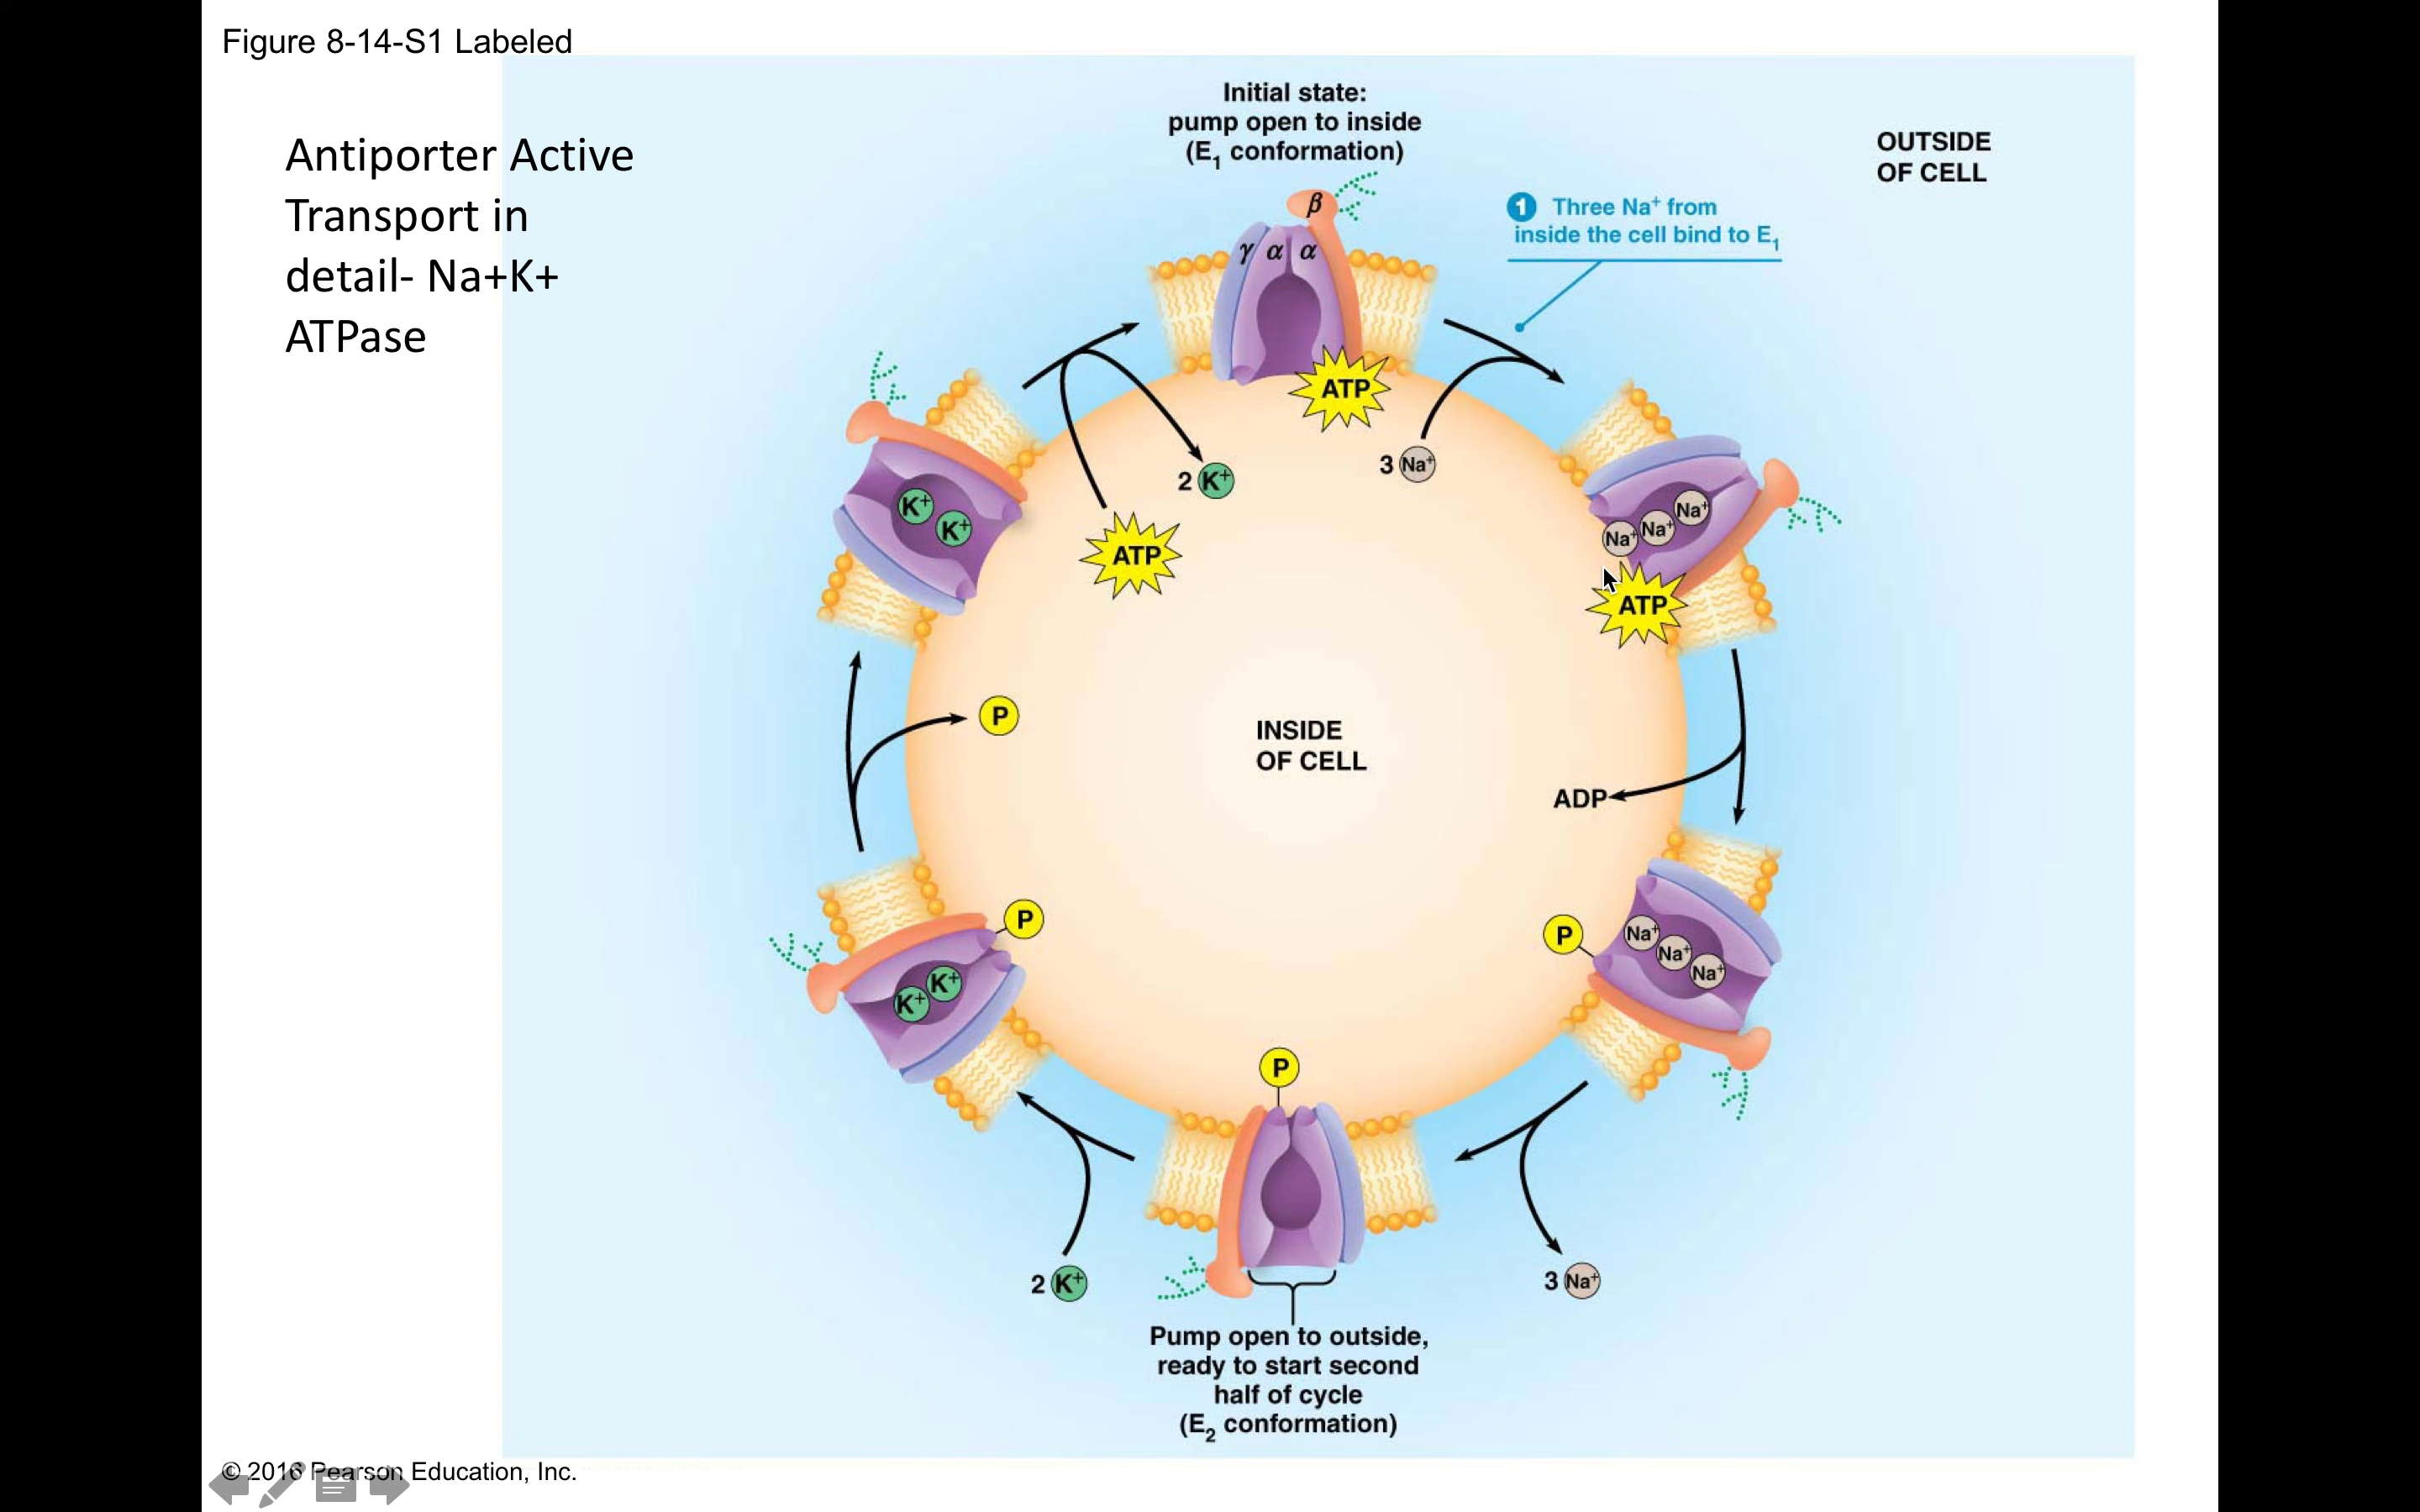 Figure 8-14-S1 Labeled
Antiporter Active
Transport in
detail- Na+K+
ATPase
Initial state:
pump open to inside
(E₁ conformation)
OUTSIDE
OF CELL
1 Three Na⁺ from
inside the cell bind to E₁
β
γ α α
ATP
3 Na⁺
2 K⁺
ATP
K⁺
K⁺
Na⁺
Na⁺
Na⁺
ATP
P
INSIDE
OF CELL
ADP
P
Na⁺
Na⁺
Na⁺
P
K⁺
K⁺
P
2 K⁺
3 Na⁺
Pump open to outside,
ready to start second
half of cycle
(E₂ conformation)
© 2016 Pearson Education, Inc.